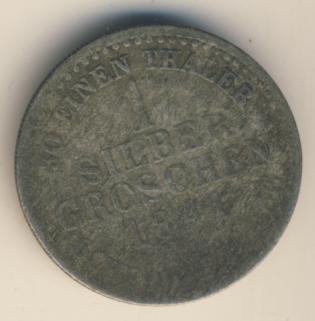 30 EINEN THALER
1
SILBER
GROSCHEN